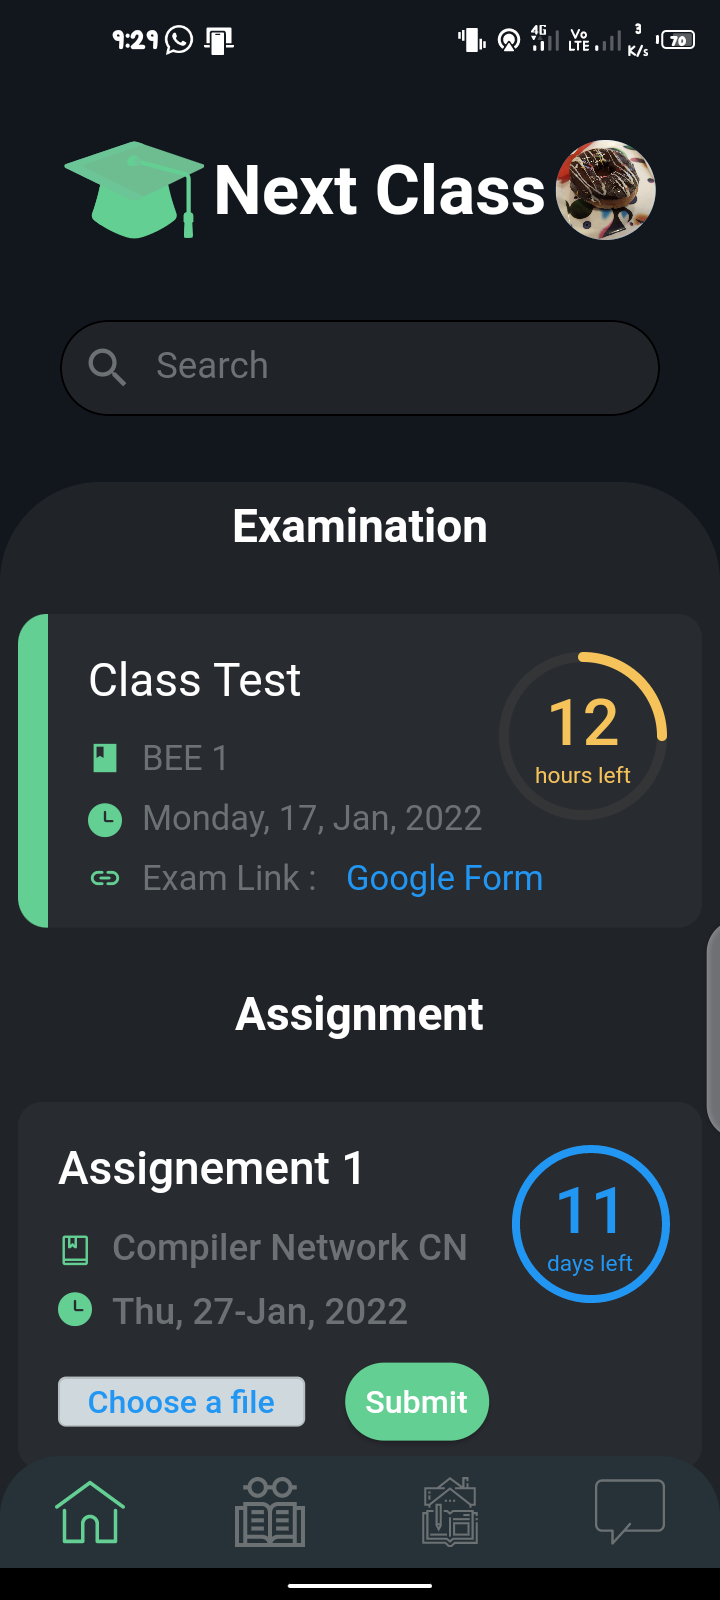 9:29 4G Vo LTE 3 K/s 70
Next Class
Search
Examination
Class Test
12
hours left
BEE 1
Monday, 17, Jan, 2022
Exam Link : Google Form
Assignment
Assignement 1
11
days left
Compiler Network CN
Thu, 27-Jan, 2022
Choose a file Submit